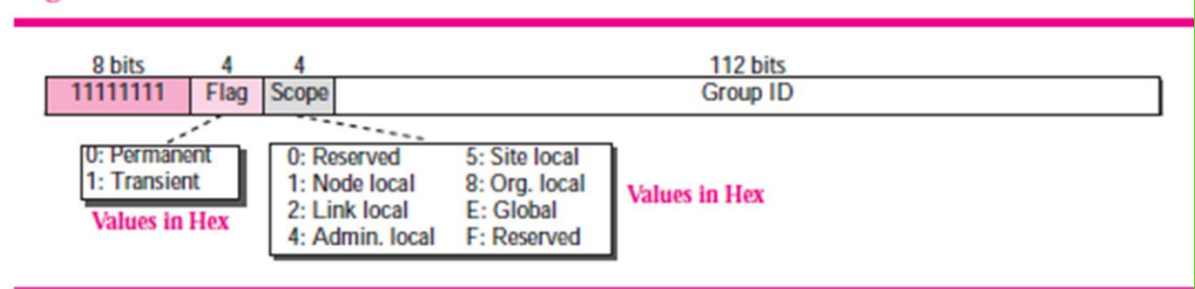 8 bits 4 4 112 bits
11111111 Flag Scope Group ID
0: Permanent
1: Transient
Values in Hex
0: Reserved 5: Site local
1: Node local 8: Org. local
2: Link local E: Global
4: Admin. local F: Reserved
Values in Hex